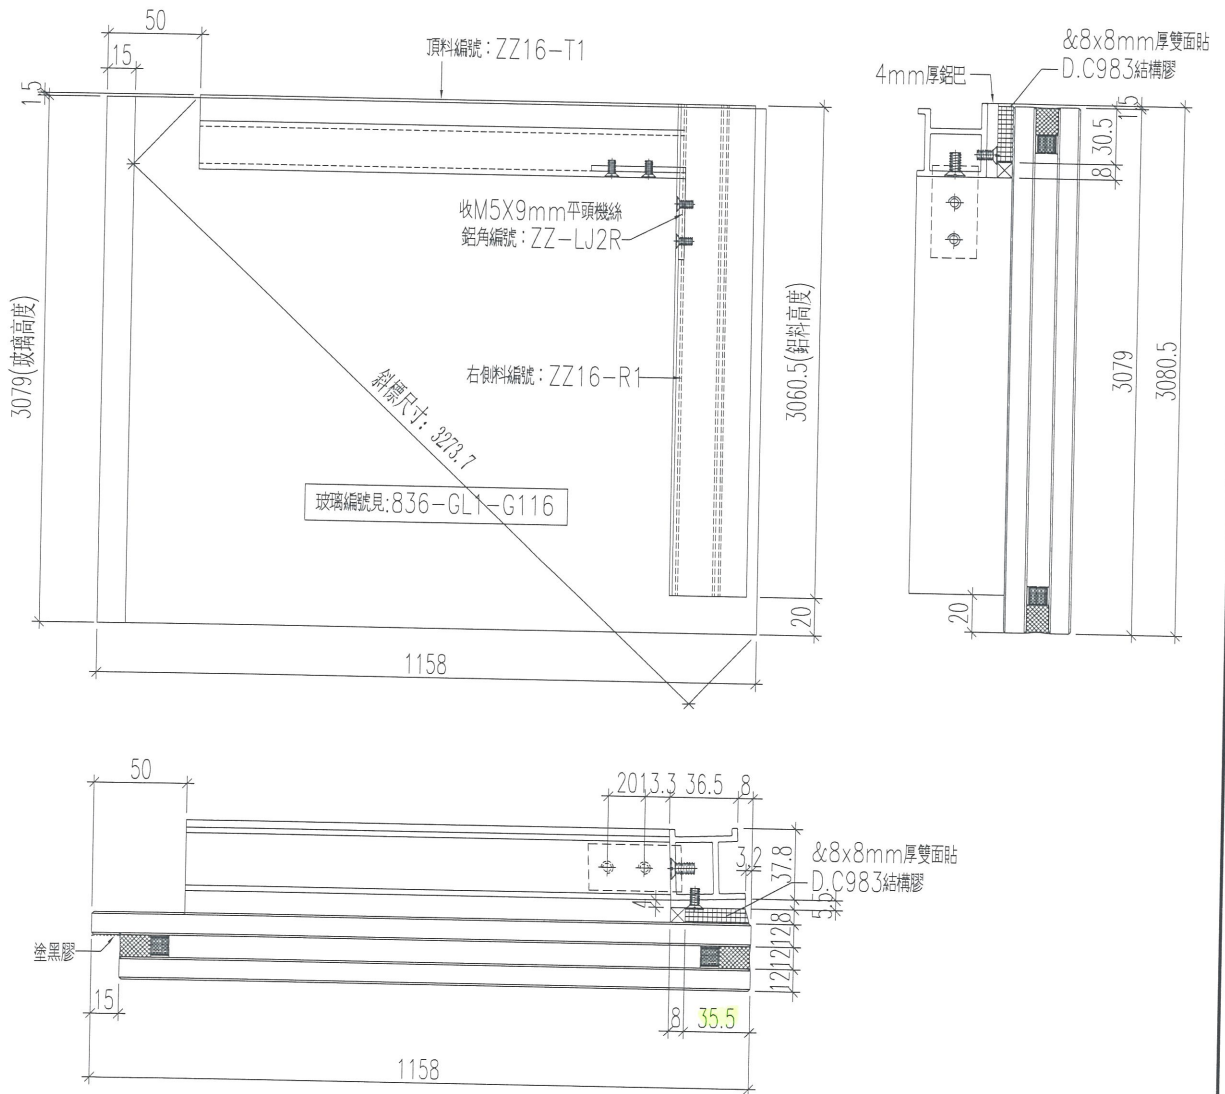 50
15
1.5
頂料編號：ZZ16-T1
收M5X9mm平頭機絲
鋁角編號：ZZ-LJ2R
3079(玻璃高度)
3060.5(鋁料高度)
右側料編號：ZZ16-R1
斜標尺寸：3273.7
玻璃編號見:836-GL1-G116
20
1158
&8x8mm厚雙面貼
D.C983結構膠
4mm厚鋁巴
1.5
30.5
8
3079
3080.5
20
50
20
13.3
36.5
8
3.2
37.8
&8x8mm厚雙面貼
D.C983結構膠
4
8
12
12
12
塗黑膠
15
8
35.5
1158